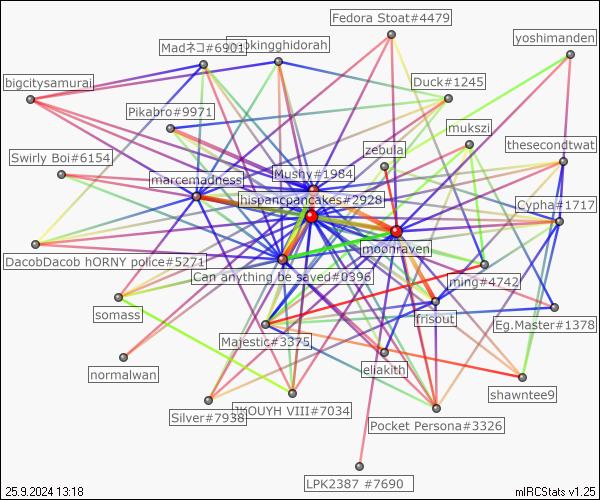 Fedora Stoat#4479
yoshimanden
Madネコ#6901
okingghidorah
bigcitysamurai
Duck#1245
Pikabro#9971
mukszi
zebula
thesecondtwat
Swirly Boi#6154
Mushy#1984
marcemadness
hispancpancakes#2928
Cypha#1717
moonraven
DacobDacob hORNY police#5271
Can anything be saved#0396
ming#4742
somass
frisout
Eg.Master#1378
Majestic#3375
eliakith
normalwan
shawntee9
Silver#7938
JKOUYH VIII#7034
Pocket Persona#3326
LPK2387 #7690
25.9.2024 13:18
mIRCStats v1.25